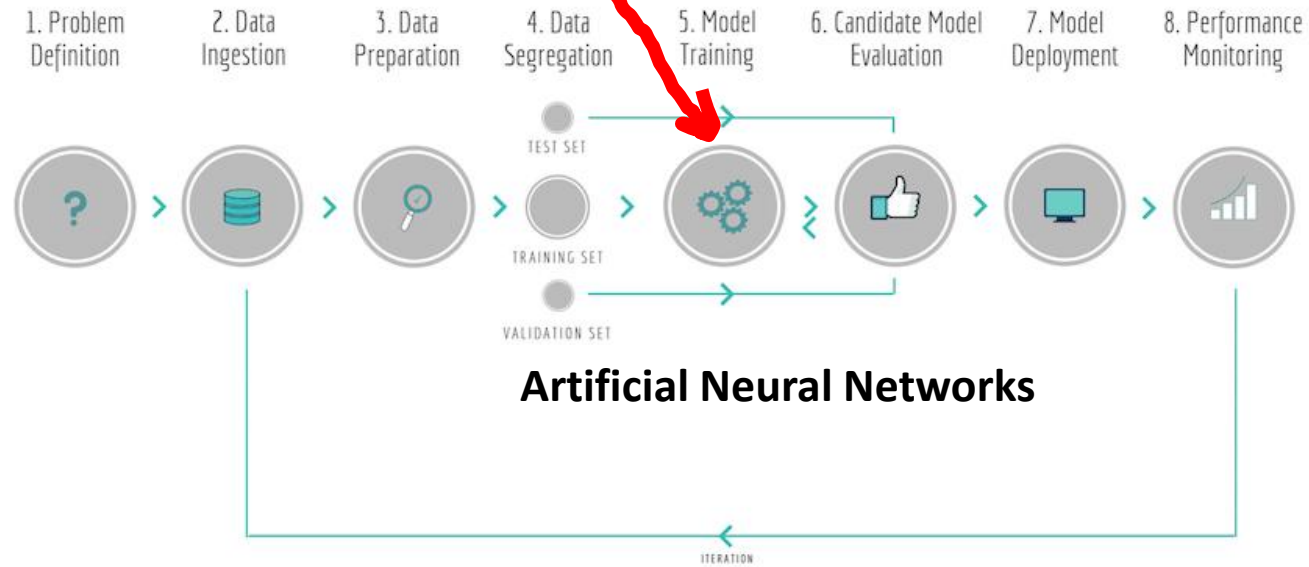 1. Problem
Definition
2. Data
Ingestion
3. Data
Preparation
4. Data
Segregation
5. Model
Training
6. Candidate Model
Evaluation
7. Model
Deployment
8. Performance
Monitoring
TEST SET
?
TRAINING SET
VALIDATION SET
Artificial Neural Networks
ITERATION